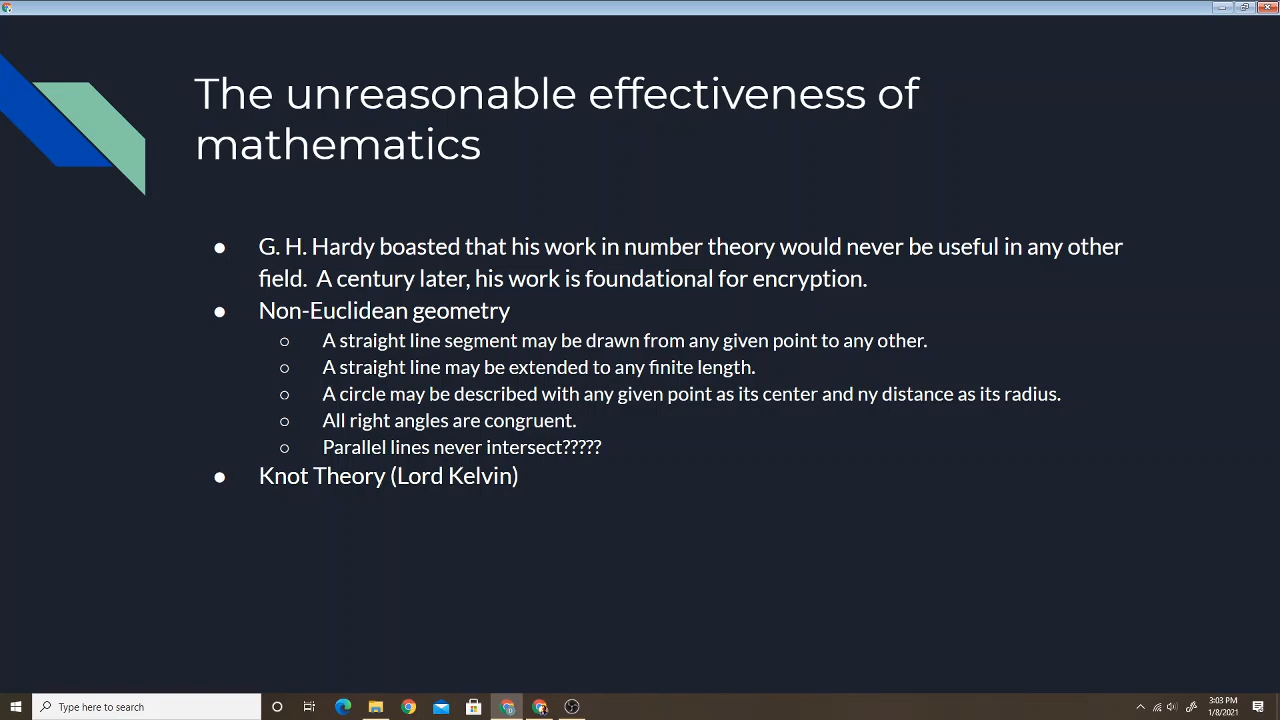 The unreasonable effectiveness of
mathematics
● G. H. Hardy boasted that his work in number theory would never be useful in any other
field. A century later, his work is foundational for encryption.
● Non-Euclidean geometry
○ A straight line segment may be drawn from any given point to any other.
○ A straight line may be extended to any finite length.
○ A circle may be described with any given point as its center and ny distance as its radius.
○ All right angles are congruent.
○ Parallel lines never intersect?????
● Knot Theory (Lord Kelvin)
Type here to search
3:03 PM
1/8/2021